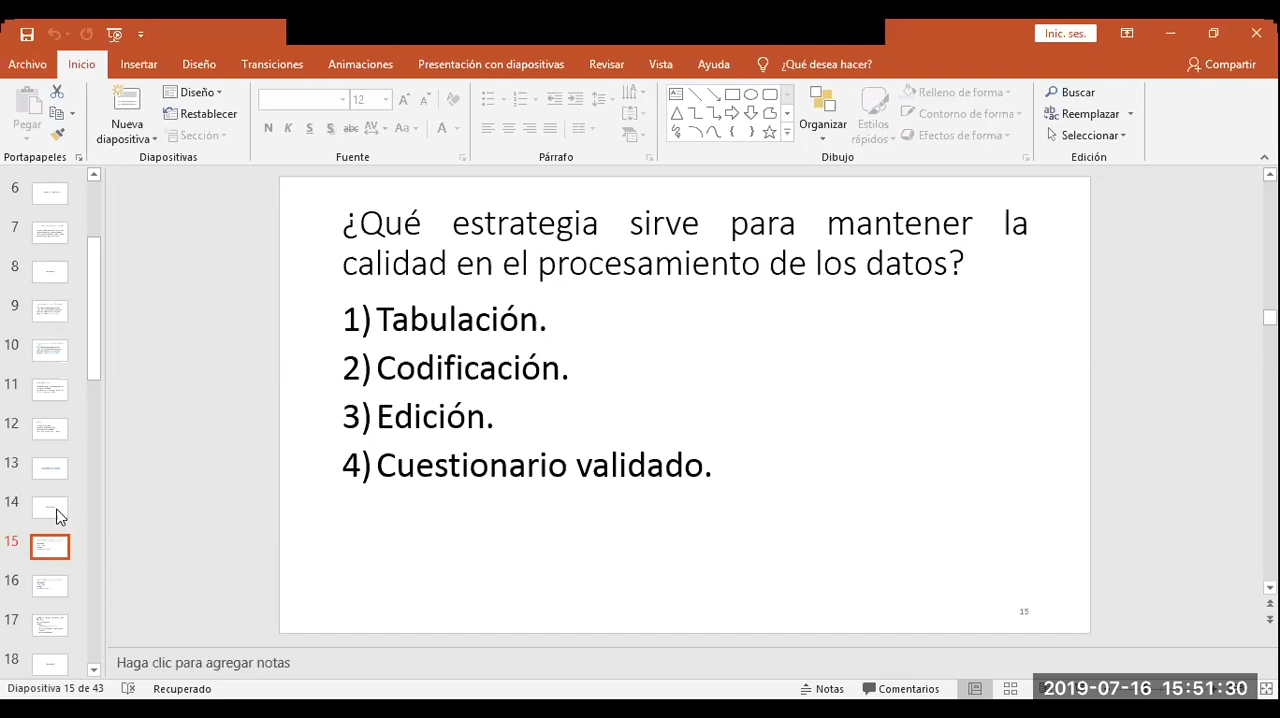 Inic. ses.
Archivo Inicio Insertar Diseño Transiciones Animaciones Presentación con diapositivas Revisar Vista Ayuda ¿Qué desea hacer? Compartir
Pegar
Nueva diapositiva
Diseño
Restablecer
Sección
12
N K S S abc AV Aa A
Organizar
Estilos rápidos
Relleno de forma
Contorno de forma
Efectos de forma
Buscar
Reemplazar
Seleccionar
Portapapeles Diapositivas Fuente Párrafo Dibujo Edición
6
7
8
9
10
11
12
13
14
15
16
17
18
¿Qué estrategia sirve para mantener la
calidad en el procesamiento de los datos?
1) Tabulación.
2) Codificación.
3) Edición.
4) Cuestionario validado.
15
Haga clic para agregar notas
Diapositiva 15 de 43 Recuperado Notas Comentarios 2019-07-16 15:51:30